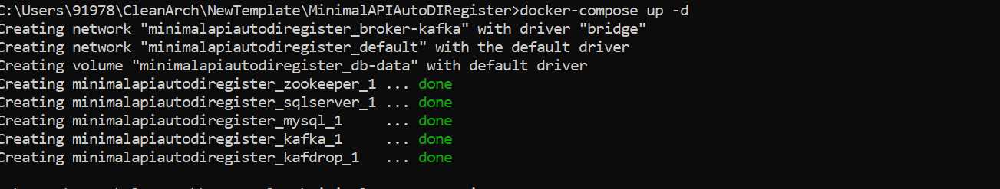 C:\Users\91978\CleanArch\NewTemplate\MinimalAPIAutoDIRegister>docker-compose up -d
Creating network "minimalapiautodiregister_broker-kafka" with driver "bridge"
Creating network "minimalapiautodiregister_default" with the default driver
Creating volume "minimalapiautodiregister_db-data" with default driver
Creating minimalapiautodiregister_zookeeper_1 ... done
Creating minimalapiautodiregister_sqlserver_1 ... done
Creating minimalapiautodiregister_mysql_1     ... done
Creating minimalapiautodiregister_kafka_1     ... done
Creating minimalapiautodiregister_kafdrop_1   ... done